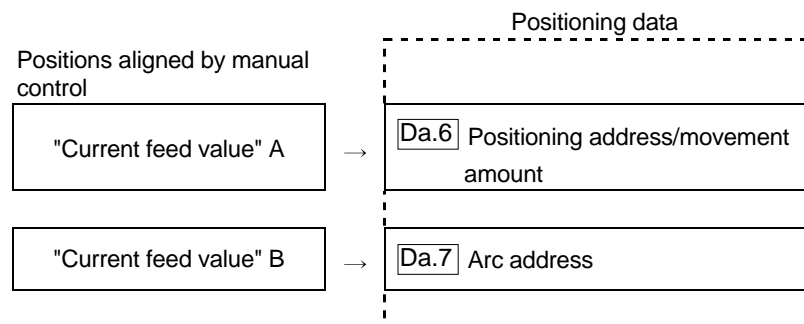 Positioning data
Positions aligned by manual
control
"Current feed value" A
→
Da.6 Positioning address/movement
amount
"Current feed value" B
→
Da.7 Arc address